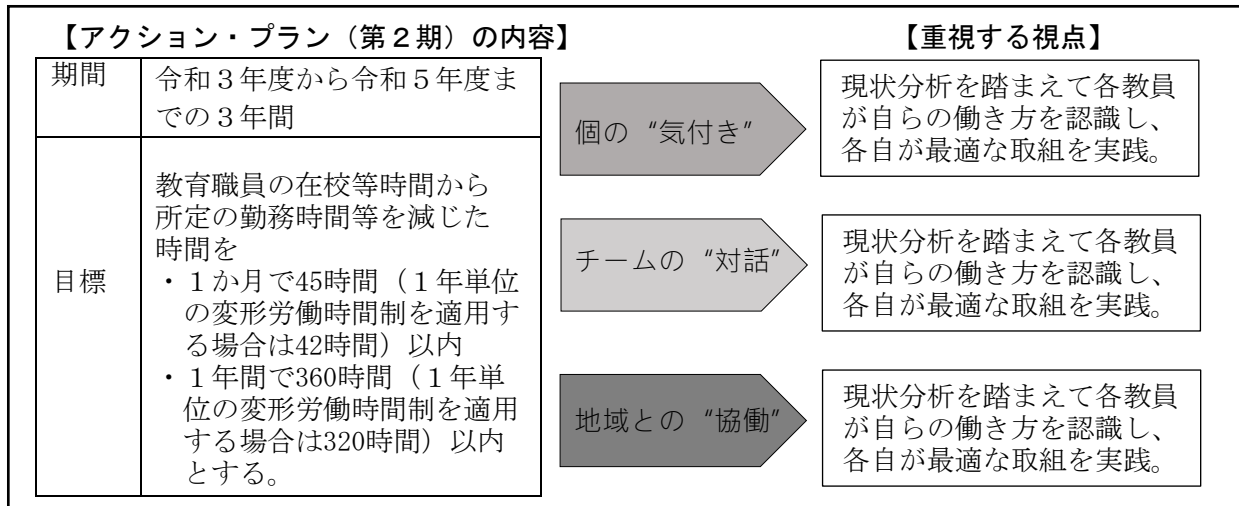 【アクション・プラン（第２期）の内容】
【重視する視点】
期間
令和３年度から令和５年度ま
での３年間
目標
教育職員の在校等時間から
所定の勤務時間等を減じた
時間を
・１か月で45時間（１年単位
の変形労働時間制を適用す
る場合は42時間）以内
・１年間で360時間（１年単
位の変形労働時間制を適用
する場合は320時間）以内
とする。
個の“気付き”
現状分析を踏まえて各教員
が自らの働き方を認識し、
各自が最適な取組を実践。
チームの“対話”
現状分析を踏まえて各教員
が自らの働き方を認識し、
各自が最適な取組を実践。
地域との“協働”
現状分析を踏まえて各教員
が自らの働き方を認識し、
各自が最適な取組を実践。